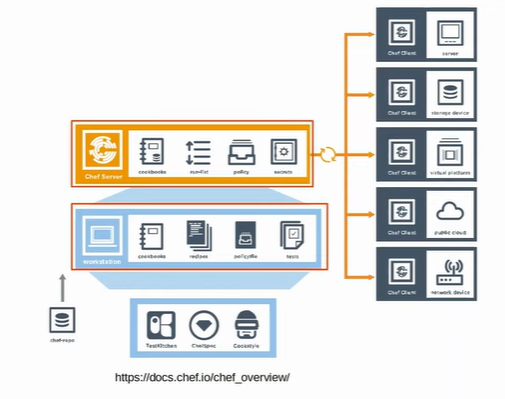 Chef Client
server
Chef Client
storage device
Chef Server
cookbooks
run-list
policy
secrets
Chef Client
virtual platform
workstation
cookbooks
recipes
policyfile
tests
Chef Client
public cloud
Chef Client
network device
chef-repo
TestKitchen
ChefSpec
Cookstyle
https://docs.chef.io/chef_overview/